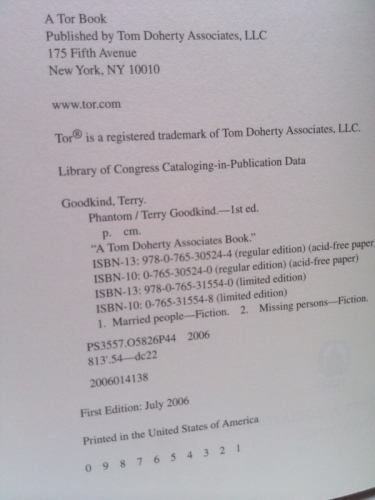 A Tor Book
Published by Tom Doherty Associates, LLC
175 Fifth Avenue
New York, NY 10010
www.tor.com
Tor® is a registered trademark of Tom Doherty Associates, LLC.
Library of Congress Cataloging-in-Publication Data
Goodkind, Terry.
Phantom / Terry Goodkind.—1st ed.
p. cm.
"A Tom Doherty Associates Book."
ISBN-13: 978-0-765-30524-4 (regular edition) (acid-free paper)
ISBN-10: 0-765-30524-0 (regular edition) (acid-free paper)
ISBN-13: 978-0-765-31554-0 (limited edition)
ISBN-10: 0-765-31554-8 (limited edition)
1. Married people—Fiction. 2. Missing persons—Fiction.
PS3557.O5826P44 2006
813'.54—dc22
2006014138
First Edition: July 2006
Printed in the United States of America
0 9 8 7 6 5 4 3 2 1